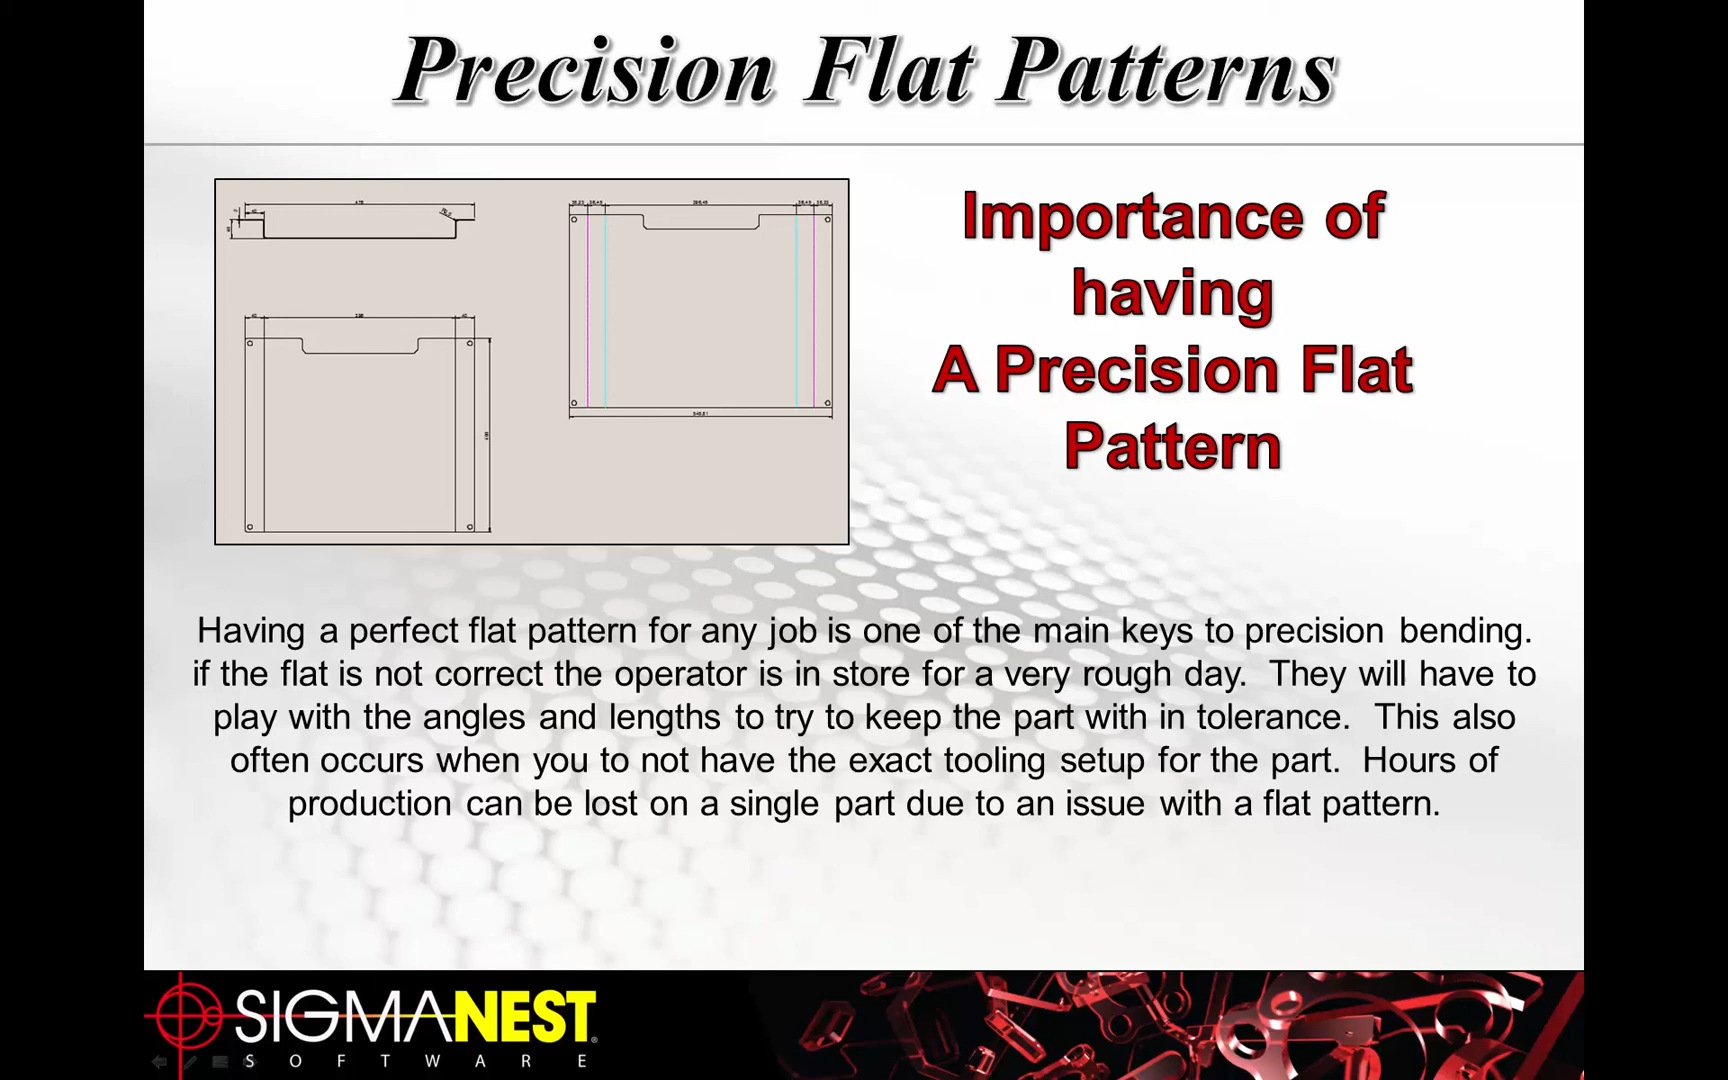 Precision Flat Patterns
Importance of
having
A Precision Flat
Pattern
Having a perfect flat pattern for any job is one of the main keys to precision bending.
if the flat is not correct the operator is in store for a very rough day. They will have to
play with the angles and lengths to try to keep the part with in tolerance. This also
often occurs when you to not have the exact tooling setup for the part. Hours of
production can be lost on a single part due to an issue with a flat pattern.
SIGMANEST®
SOFTWARE